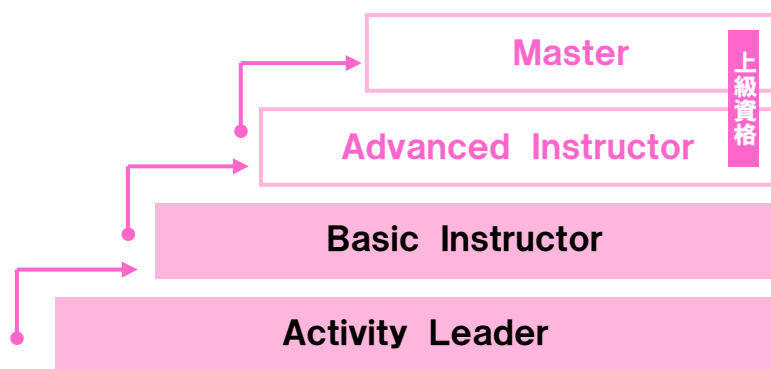 Master
上級資格
Advanced Instructor
Basic Instructor
Activity Leader